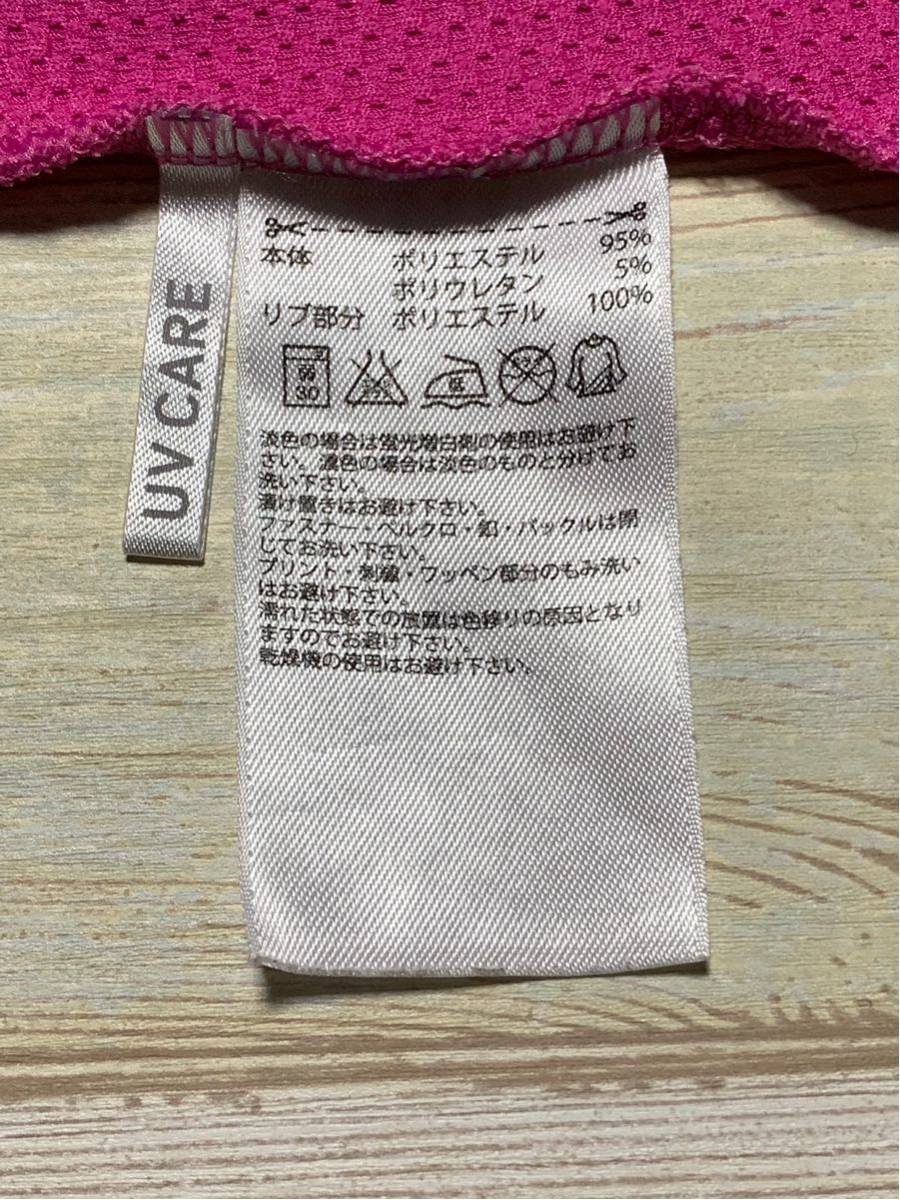 UV CARE
本体 ポリエステル 95%
ポリウレタン 5%
リブ部分 ポリエステル 100%
弱
30
低
淡色の場合は蛍光増白剤の使用はお避け下
さい。濃色の場合は淡色のものと分けてお
洗い下さい。
漬け置きはお避け下さい。
ファスナー・ベルクロ・釦・バックルは閉
じてお洗い下さい。
プリント・刺繍・ワッペン部分のもみ洗い
はお避け下さい。
濡れた状態での放置は色移りの原因となり
ますのでお避け下さい。
乾燥機の使用はお避け下さい。